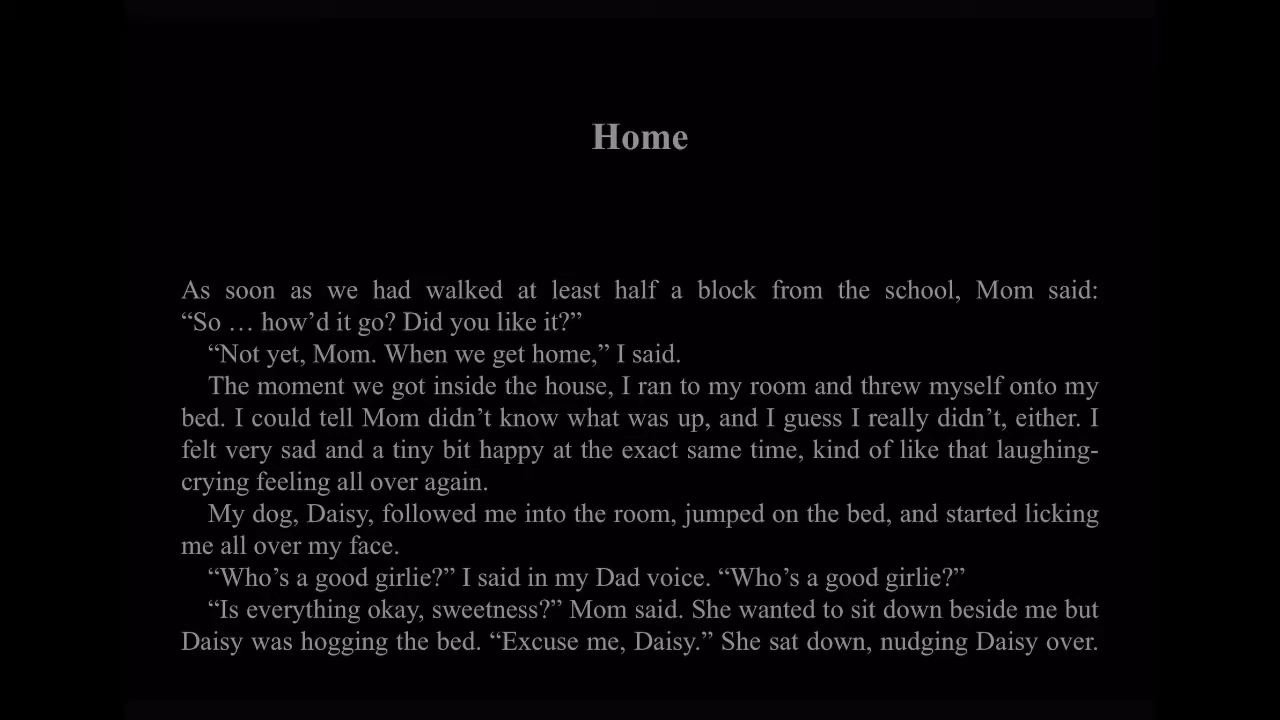 Home
As soon as we had walked at least half a block from the school, Mom said:
“So … how’d it go? Did you like it?”
“Not yet, Mom. When we get home,” I said.
The moment we got inside the house, I ran to my room and threw myself onto my
bed. I could tell Mom didn’t know what was up, and I guess I really didn’t, either. I
felt very sad and a tiny bit happy at the exact same time, kind of like that laughing-
crying feeling all over again.
My dog, Daisy, followed me into the room, jumped on the bed, and started licking
me all over my face.
“Who’s a good girlie?” I said in my Dad voice. “Who’s a good girlie?”
“Is everything okay, sweetness?” Mom said. She wanted to sit down beside me but
Daisy was hogging the bed. “Excuse me, Daisy.” She sat down, nudging Daisy over.